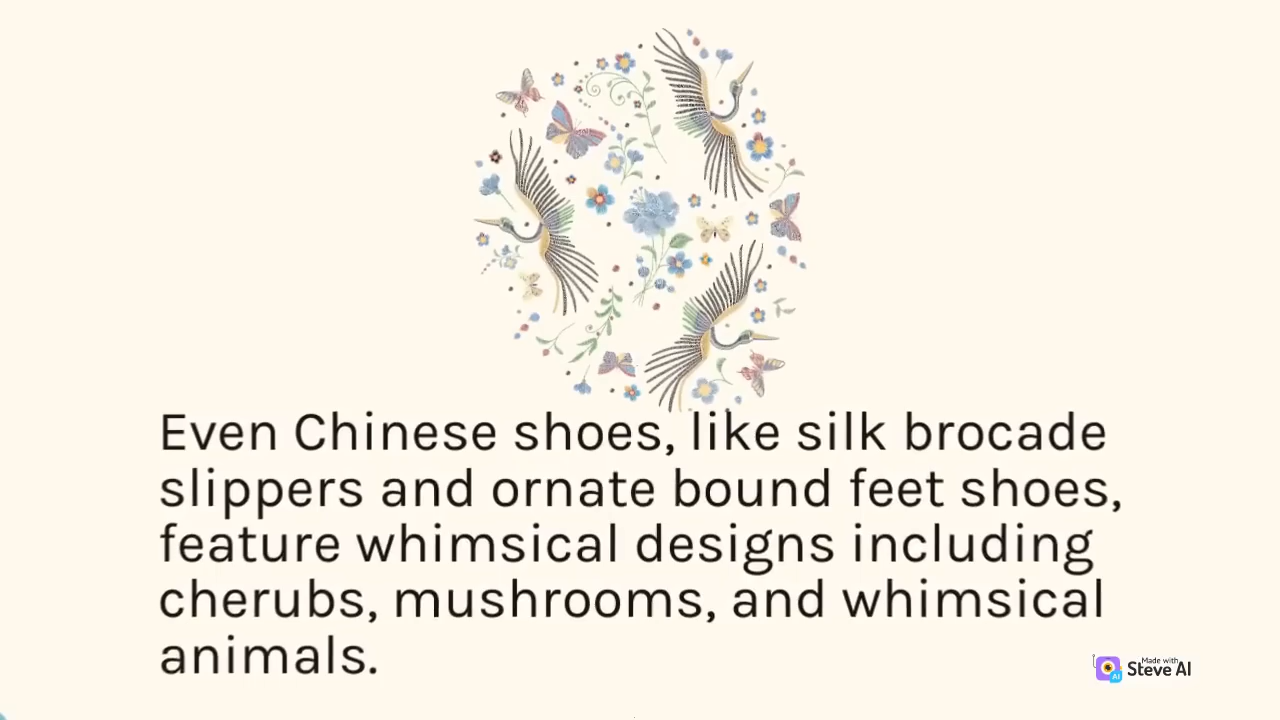 Even Chinese shoes, like silk brocade
slippers and ornate bound feet shoes,
feature whimsical designs including
cherubs, mushrooms, and whimsical
animals.
Made with
Steve AI
AI